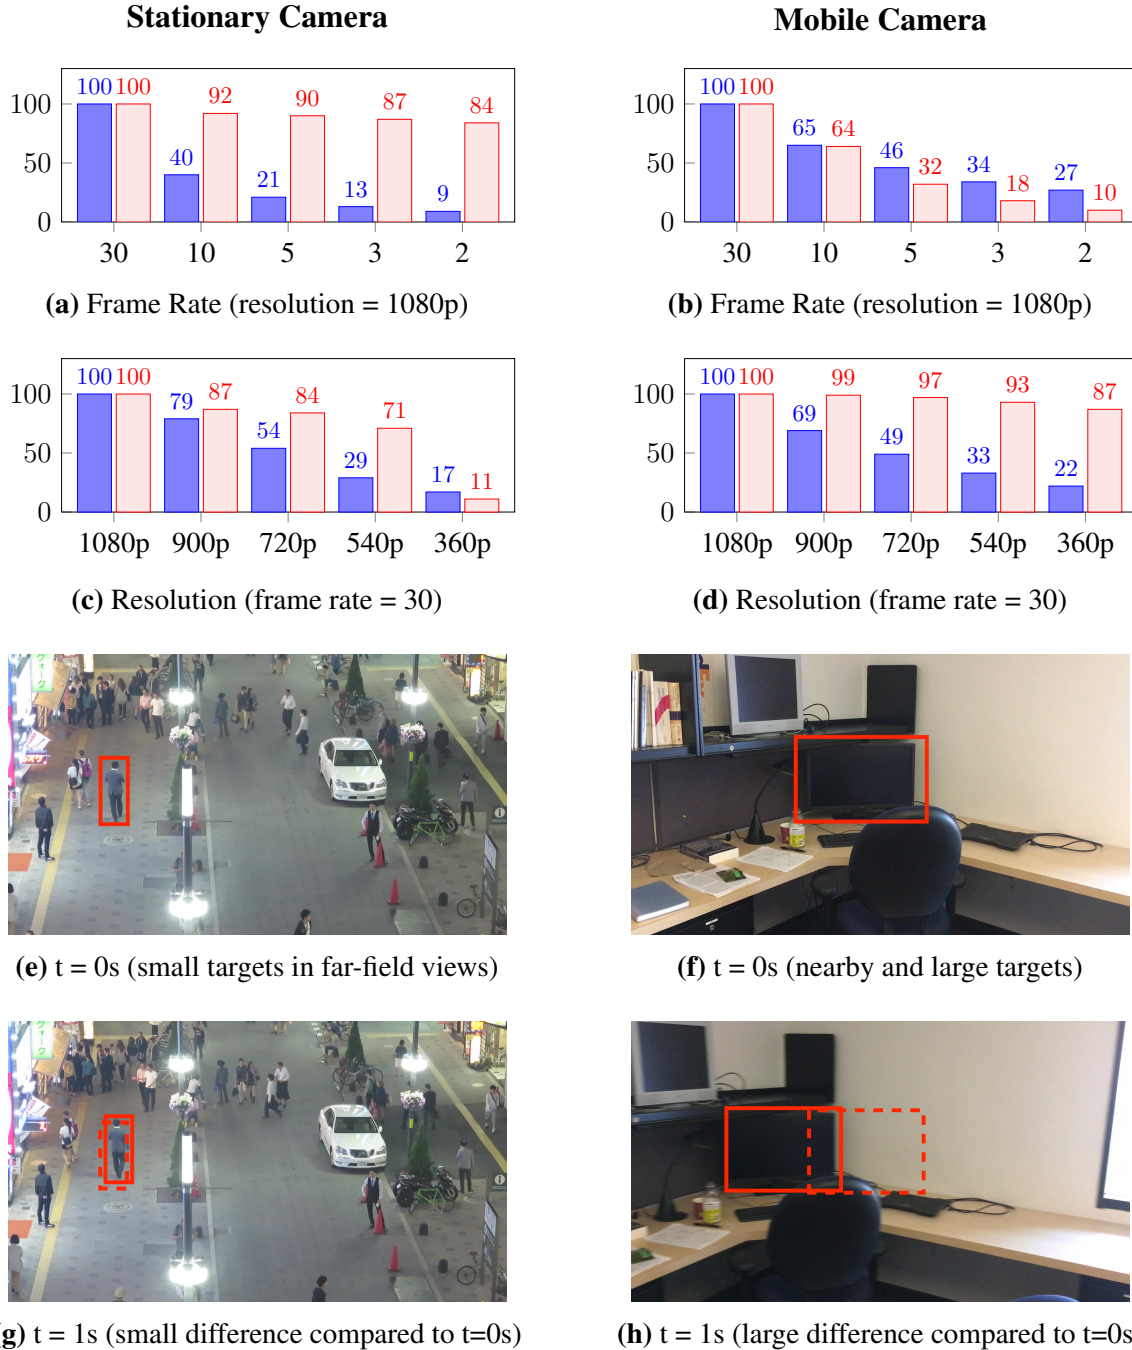 Stationary Camera
Mobile Camera
100 100 92 90 87 84
40 21 13 9
100
50
0
30 10 5 3 2
(a) Frame Rate (resolution = 1080p)
100 100 65 64 46 32 34 18 27 10
100
50
0
30 10 5 3 2
(b) Frame Rate (resolution = 1080p)
100 100 79 87 54 84 29 71 17 11
100
50
0
1080p 900p 720p 540p 360p
(c) Resolution (frame rate = 30)
100 100 69 99 49 97 33 93 22 87
100
50
0
1080p 900p 720p 540p 360p
(d) Resolution (frame rate = 30)
(e) t = 0s (small targets in far-field views)
(f) t = 0s (nearby and large targets)
g) t = 1s (small difference compared to t=0s)
(h) t = 1s (large difference compared to t=0s